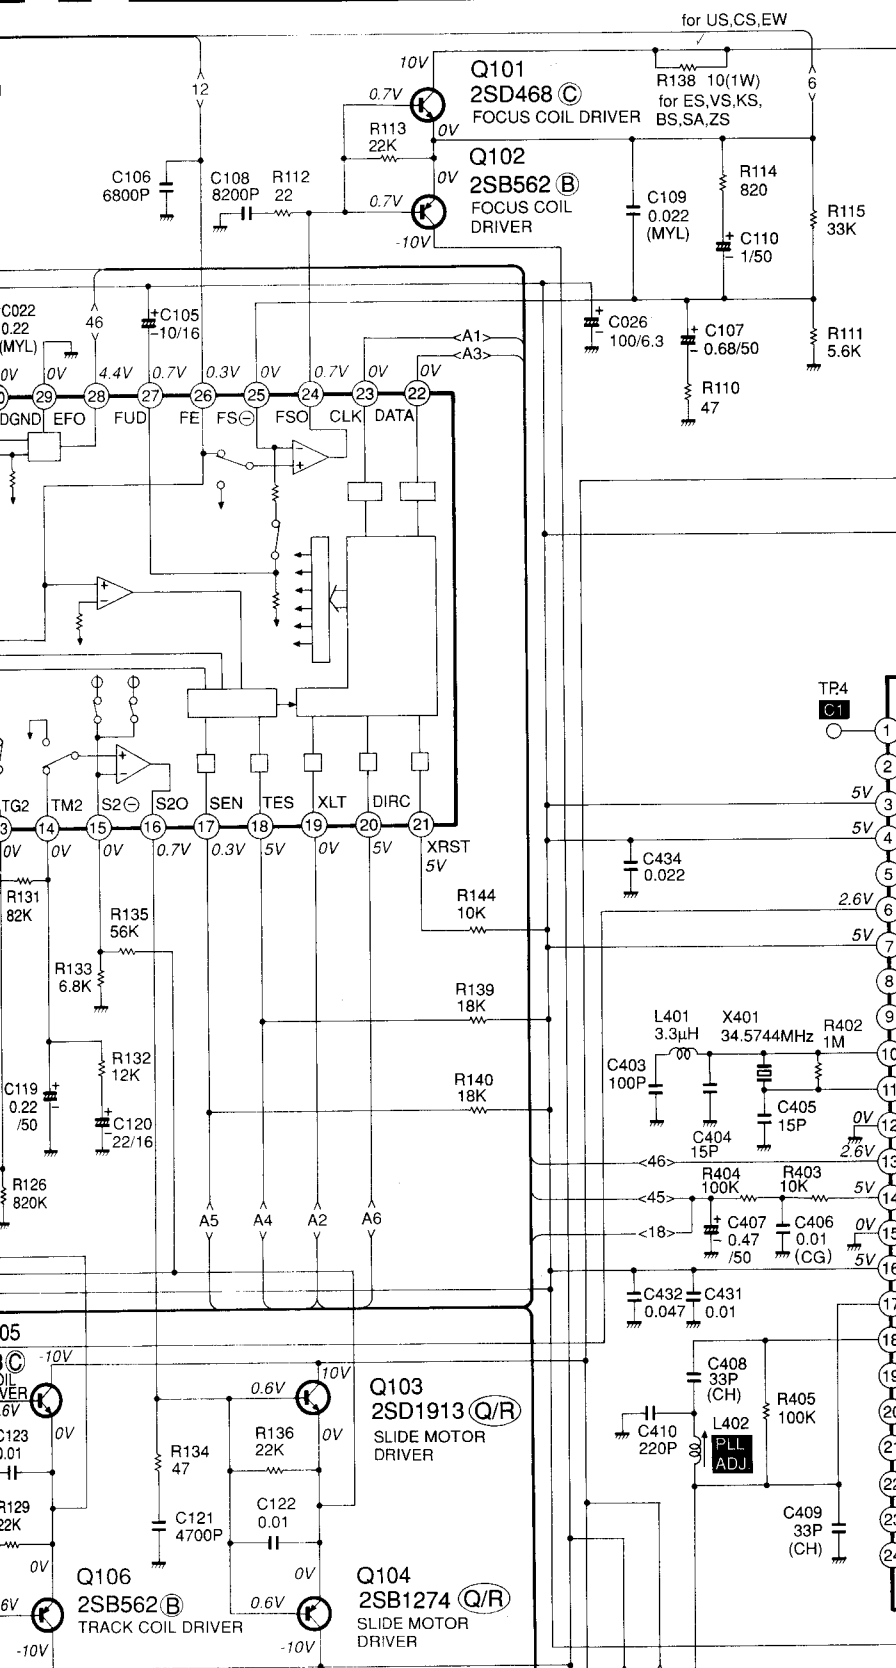 for US,CS,EW
10V
Q101
2SD468 C
FOCUS COIL DRIVER
R138 10(1W)
for ES,VS,KS,
BS,SA,ZS
12
6
0.7V
0V
R113
22K
Q102
2SB562 B
FOCUS COIL
DRIVER
0V
0.7V
-10V
C106
6800P
C108
8200P
R112
22
C109
0.022
(MYL)
R114
820
C110
1/50
R115
33K
C022
0.22
(MYL)
46
C105
10/16
<A1>
<A3>
C026
100/6.3
C107
0.68/50
R111
5.6K
R110
47
0V
0V
4.4V
0.7V
0.3V
0V
0.7V
0V
0V
29
28
27
26
25
24
23
22
DGND
EFO
FUD
FE
FS⊖
FSO
CLK
DATA
TP.4
C1
1
2
5V
3
5V
4
5
2.6V
6
5V
7
8
9
10
11
TG2
TM2
S2⊖
S2O
SEN
TES
XLT
DIRC
3
14
15
16
17
18
19
20
21
0V
0V
0V
0.7V
0.3V
5V
0V
5V
XRST
5V
C434
0.022
R131
82K
R135
56K
R133
6.8K
R144
10K
R139
18K
R140
18K
L401
3.3μH
X401
34.5744MHz
R402
1M
C403
100P
C404
15P
C405
15P
R132
12K
C119
0.22
/50
C120
22/16
R126
820K
0V
12
<46>
2.6V
13
R404
100K
R403
10K
<45>
5V
14
<18>
C407
0.47
/50
C406
0.01
(CG)
0V
15
5V
16
A5
A4
A2
A6
C432
0.047
C431
0.01
17
18
19
20
21
22
23
24
05
C
-10V
VER
0V
C123
0.01
R129
22K
0V
-10V
10V
0.6V
Q103
2SD1913 Q/R
SLIDE MOTOR
DRIVER
0V
R134
47
R136
22K
C121
4700P
C122
0.01
0V
Q106
2SB562 B
TRACK COIL DRIVER
0.6V
Q104
2SB1274 Q/R
SLIDE MOTOR
DRIVER
-10V
C408
33P
(CH)
C410
220P
L402
PLL
ADJ.
R405
100K
C409
33P
(CH)